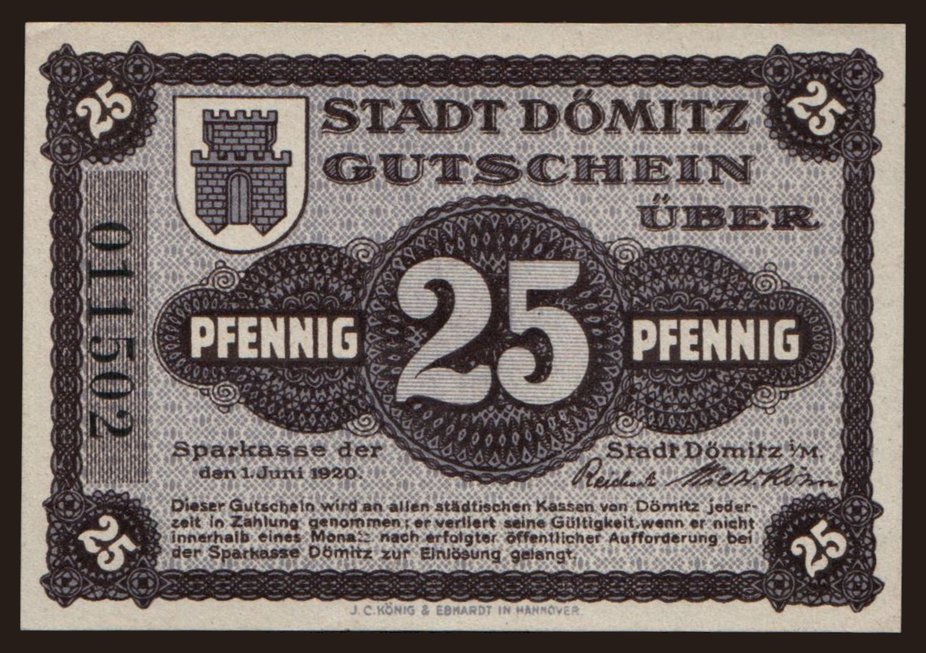 25
25
STADT DÖMITZ
GUTSCHEIN
ÜBER
011502
PFENNIG 25 PFENNIG
Sparkasse der Stadt Dömitz i/M.
den 1. Juni 1920.
Dieser Gutschein wird an allen städtischen Kassen von Dömitz jeder-
zeit in Zahlung genommen; er verliert seine Gültigkeit, wenn er nicht
innerhalb eines Monats nach erfolgter öffentlicher Aufforderung bei
der Sparkasse Dömitz zur Einlösung gelangt.
25
25
J. C. KÖNIG & EBHARDT IN HANNOVER.